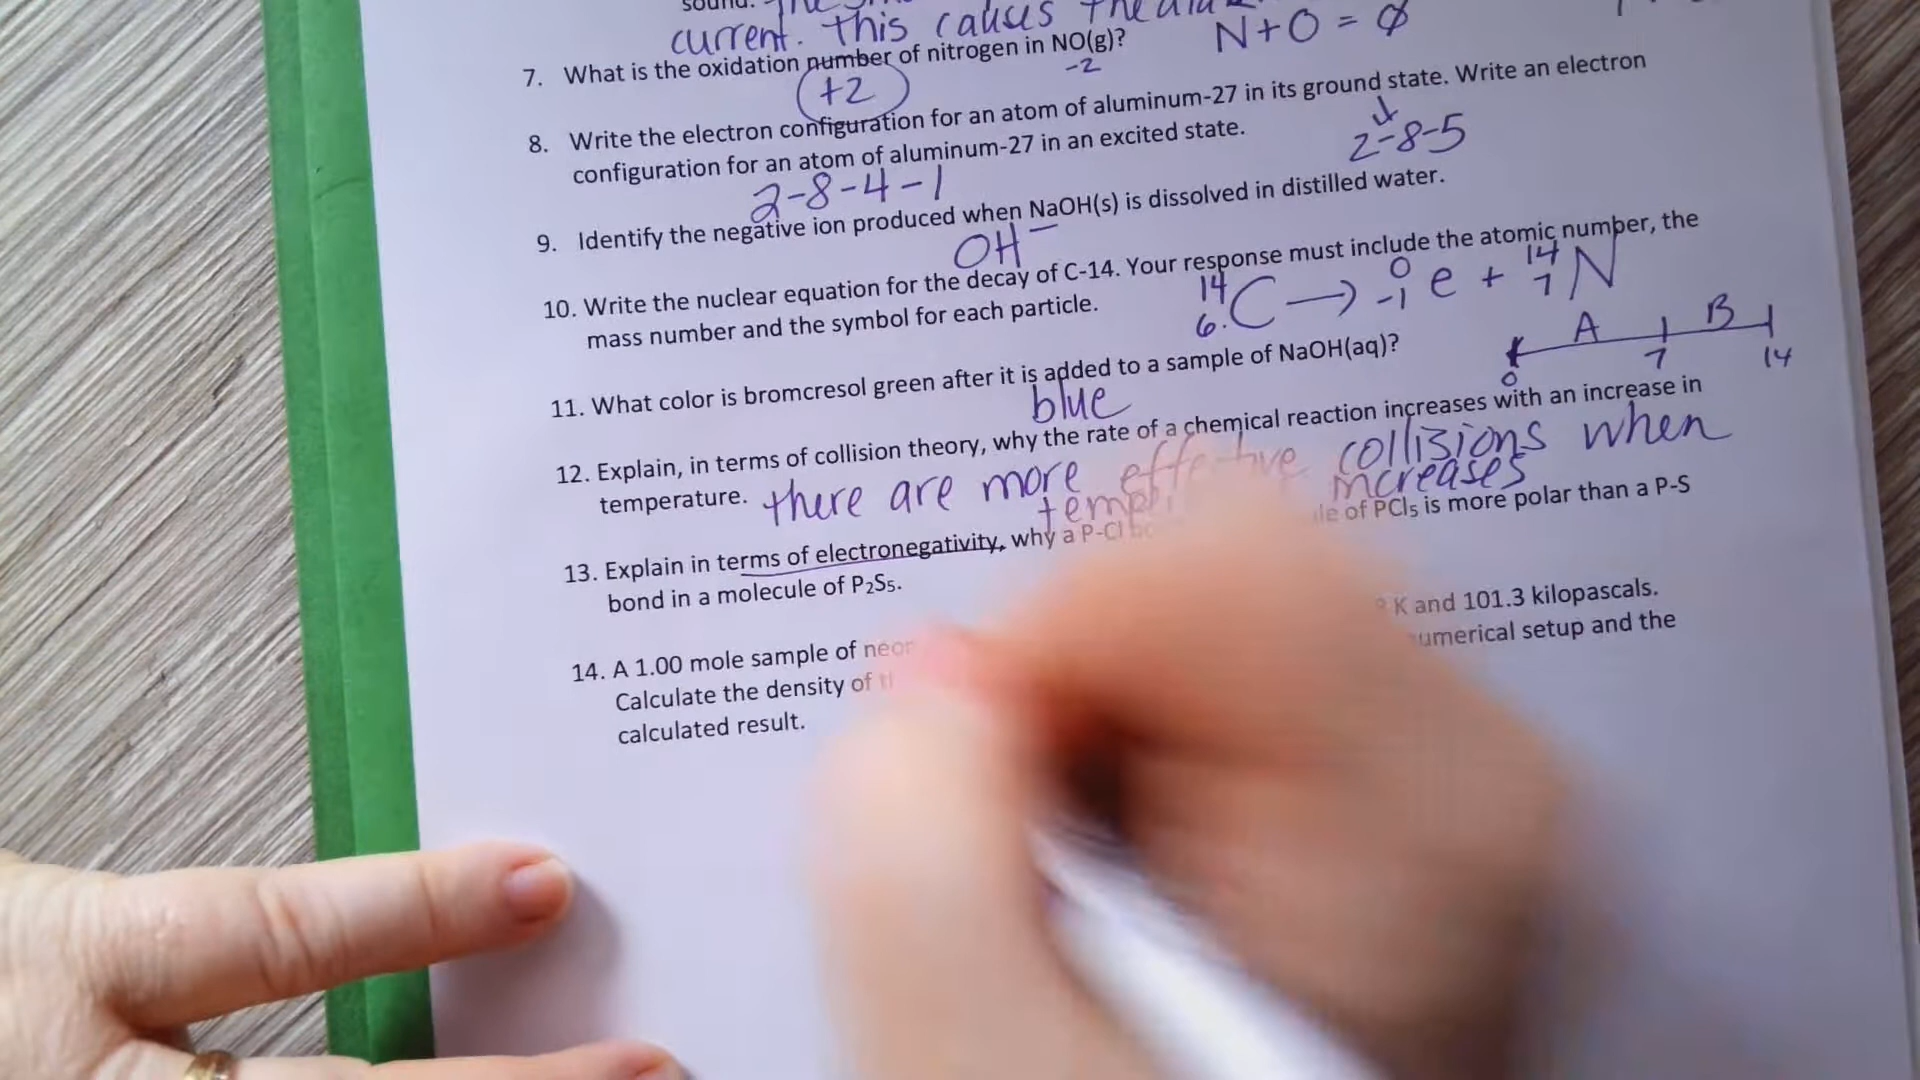 sound.
current. This causes the
N+O = ∅
7. What is the oxidation number of nitrogen in NO(g)?
-2
+2
8. Write the electron configuration for an atom of aluminum-27 in its ground state. Write an electron
configuration for an atom of aluminum-27 in an excited state.
2-8-5
2-8-4-1
9. Identify the negative ion produced when NaOH(s) is dissolved in distilled water.
OH⁻
10. Write the nuclear equation for the decay of C-14. Your response must include the atomic number, the
mass number and the symbol for each particle.
¹⁴₆C → ⁰₋₁e + ¹⁴₇N
A B
0 7 14
11. What color is bromcresol green after it is added to a sample of NaOH(aq)?
blue
12. Explain, in terms of collision theory, why the rate of a chemical reaction increases with an increase in
temperature. there are more effective collisions when
temp increases
13. Explain in terms of electronegativity, why a P-Cl of PCl₅ is more polar than a P-S
bond in a molecule of P₂S₅.
14. A 1.00 mole sample of neon K and 101.3 kilopascals.
Calculate the density of numerical setup and the
calculated result.